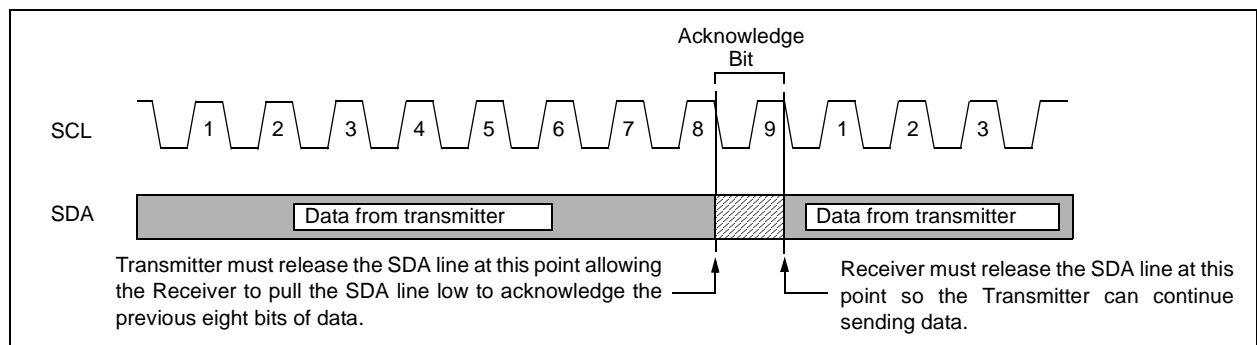 Acknowledge
Bit
SCL
1 2 3 4 5 6 7 8 9 1 2 3
SDA
Data from transmitter
Data from transmitter
Transmitter must release the SDA line at this point allowing
the Receiver to pull the SDA line low to acknowledge the
previous eight bits of data.
Receiver must release the SDA line at this
point so the Transmitter can continue
sending data.